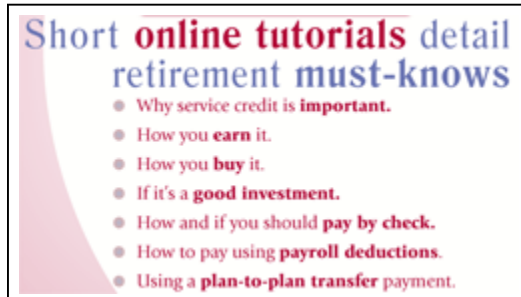 Short online tutorials detail
retirement must-knows
Why service credit is important.
How you earn it.
How you buy it.
If it's a good investment.
How and if you should pay by check.
How to pay using payroll deductions.
Using a plan-to-plan transfer payment.